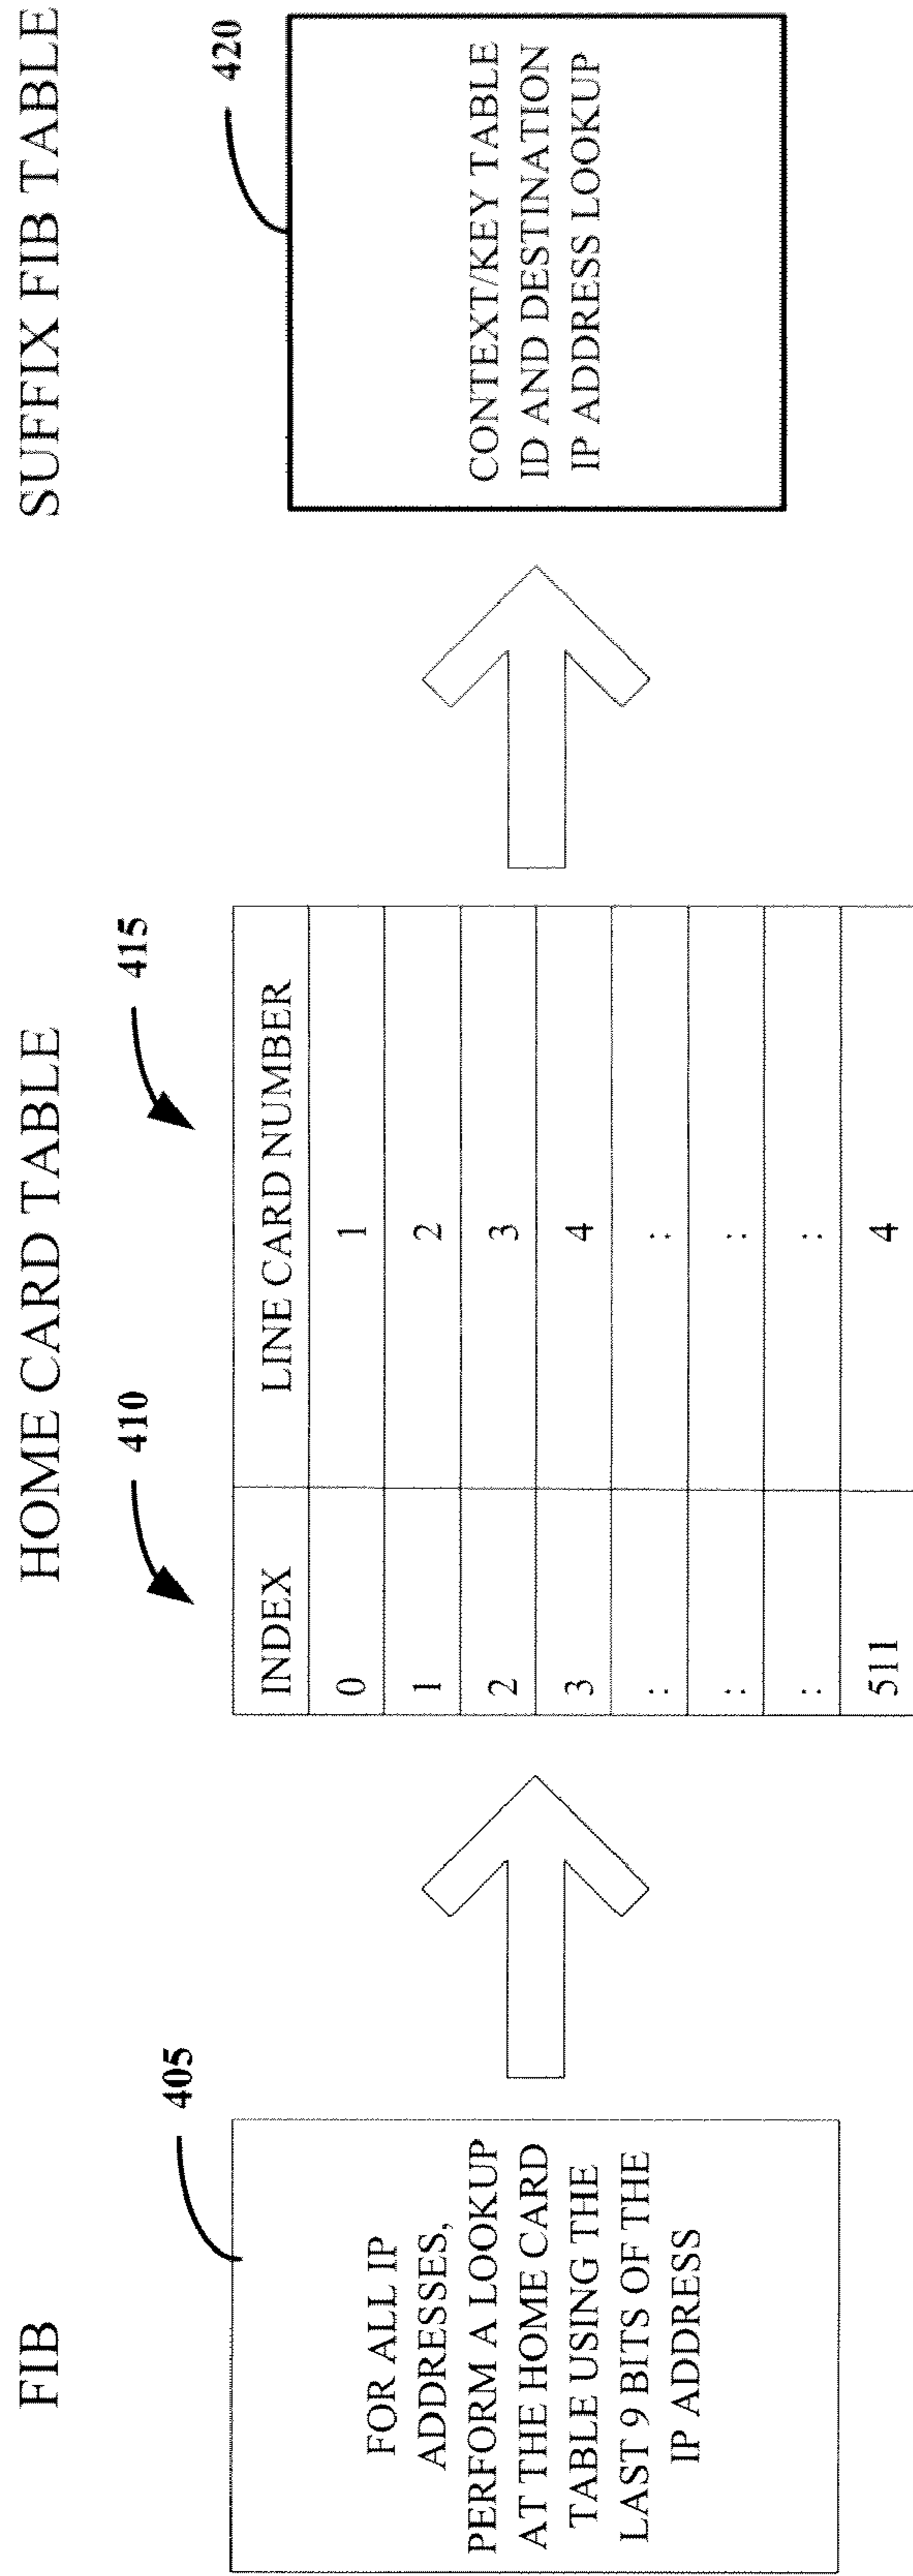 FIB
405
FOR ALL IP
ADDRESSES,
PERFORM A LOOKUP
AT THE HOME CARD
TABLE USING THE
LAST 9 BITS OF THE
IP ADDRESS
HOME CARD TABLE
410
415
INDEX LINE CARD NUMBER
0 1
1 2
2 3
3 4
: :
: :
: :
511 4
SUFFIX FIB TABLE
420
CONTEXT/KEY TABLE
ID AND DESTINATION
IP ADDRESS LOOKUP